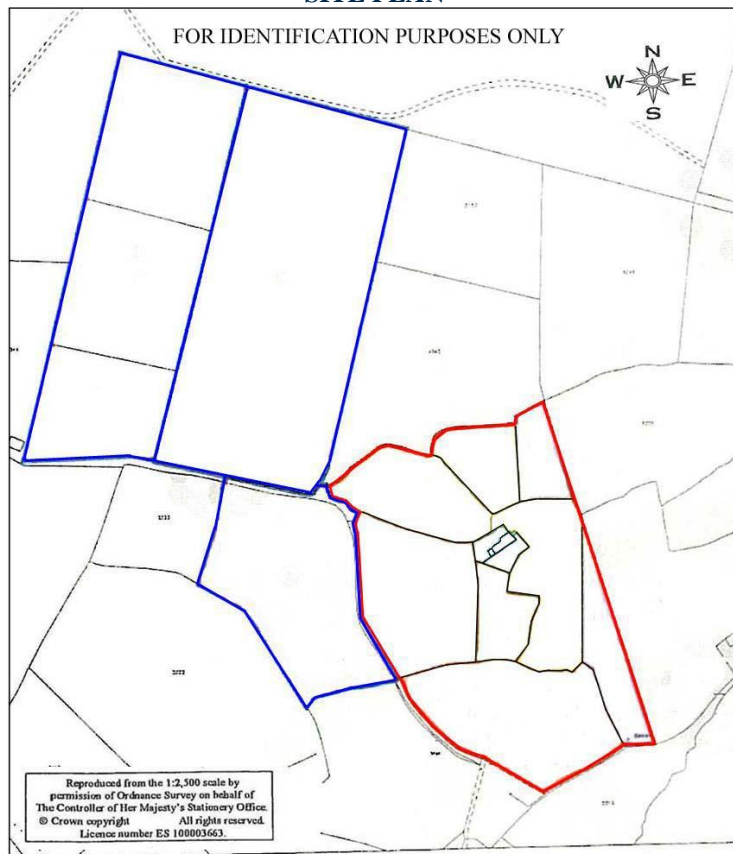 SITE PLAN
FOR IDENTIFICATION PURPOSES ONLY
N
W E
S
Reproduced from the 1:2,500 scale by
permission of Ordnance Survey on behalf of
The Controller of Her Majesty's Stationery Office.
© Crown copyright All rights reserved.
Licence number ES 100003663.